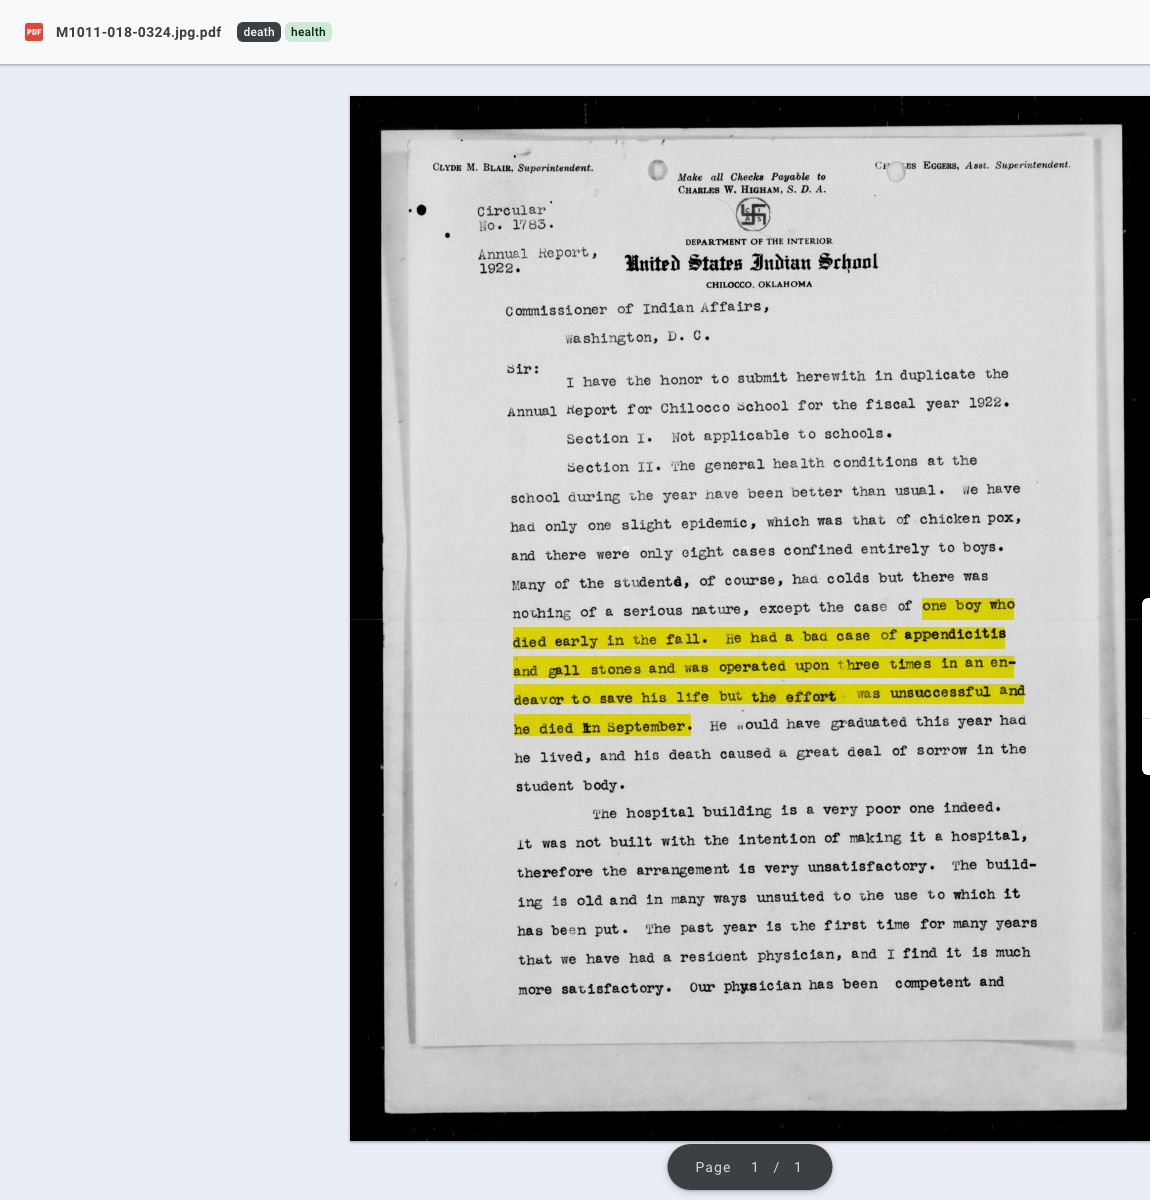 M1011-018-0324.jpg.pdf death health
CLYDE M. BLAIR, Superintendent.
CHARLES EGGERS, Asst. Superintendent.
Make all Checks Payable to
CHARLES W. HIGHAM, S. D. A.
Circular
No. 1783.
Annual Report,
1922.
DEPARTMENT OF THE INTERIOR
United States Indian School
CHILOCCO, OKLAHOMA
Commissioner of Indian Affairs,
Washington, D. C.
Sir:
I have the honor to submit herewith in duplicate the
Annual Report for Chilocco School for the fiscal year 1922.
Section I. Not applicable to schools.
Section II. The general health conditions at the
school during the year have been better than usual. We have
had only one slight epidemic, which was that of chicken pox,
and there were only eight cases confined entirely to boys.
Many of the students, of course, had colds but there was
nothing of a serious nature, except the case of one boy who
died early in the fall. He had a bad case of appendicitis
and gall stones and was operated upon three times in an en-
deavor to save his life but the effort was unsuccessful and
he died in September. He would have graduated this year had
he lived, and his death caused a great deal of sorrow in the
student body.
The hospital building is a very poor one indeed.
It was not built with the intention of making it a hospital,
therefore the arrangement is very unsatisfactory. The build-
ing is old and in many ways unsuited to the use to which it
has been put. The past year is the first time for many years
that we have had a resident physician, and I find it is much
more satisfactory. Our physician has been competent and
Page 1 / 1